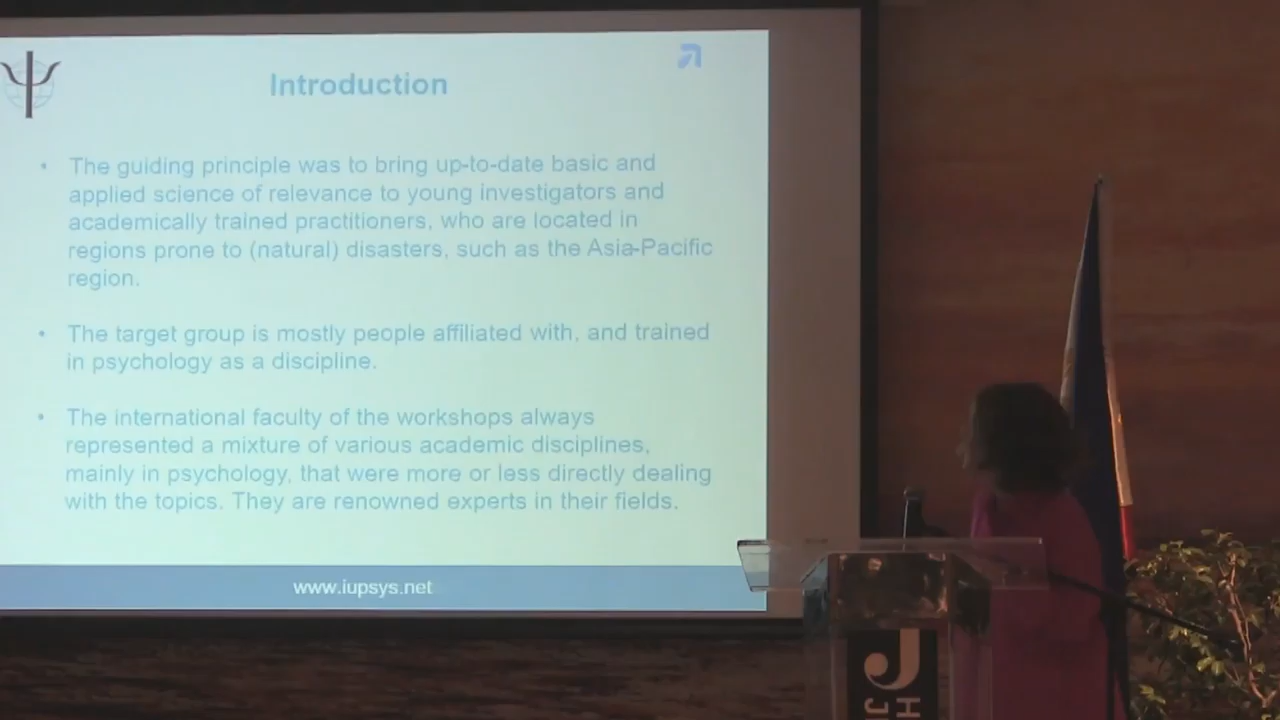 Introduction
• The guiding principle was to bring up-to-date basic and
applied science of relevance to young investigators and
academically trained practitioners, who are located in
regions prone to (natural) disasters, such as the Asia-Pacific
region.
• The target group is mostly people affiliated with, and trained
in psychology as a discipline.
• The international faculty of the workshops always
represented a mixture of various academic disciplines,
mainly in psychology, that were more or less directly dealing
with the topics. They are renowned experts in their fields.
www.iupsys.net
J